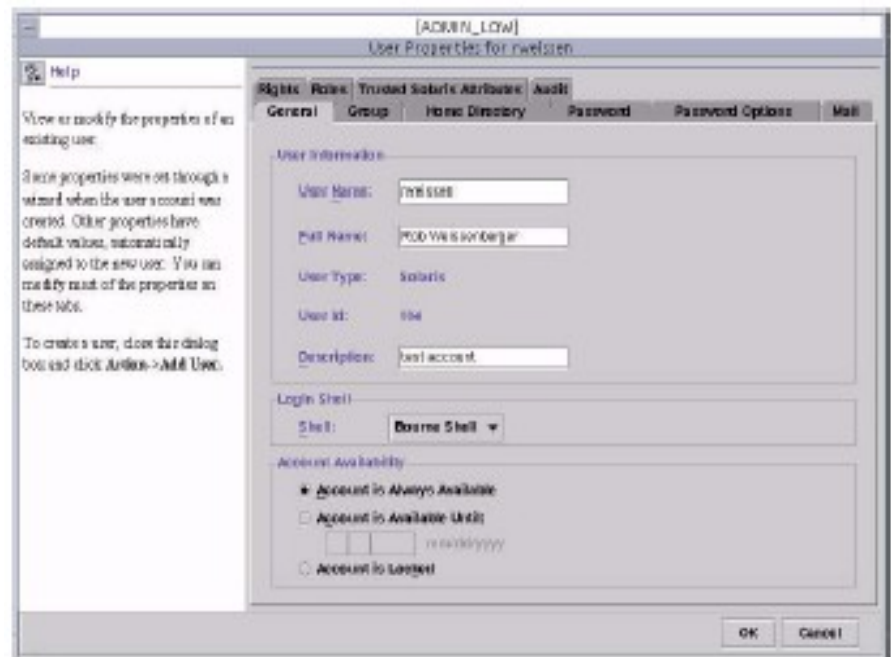 [ADMIN_LOW]
User Properties for rweissen
Help
View or modify the properties of an
existing user.
Some properties were set through a
wizard when the user account was
created. Other properties have
default values, automatically
assigned to the new user. You can
modify most of the properties on
these tabs.
To create a user, close this dialog
box and click Action->Add User.
Rights Roles Trusted Solaris Attributes Audit
General Group Home Directory Password Password Options Mail
User Information
User Name: rweissen
Full Name: Rob Weissenberger
User Type: Solaris
User Id:
Description: test account
Login Shell
Shell: Bourne Shell
Account Availability
Account is Always Available
Account is Available Until:
mm/dd/yyyy
Account is Locked
OK Cancel